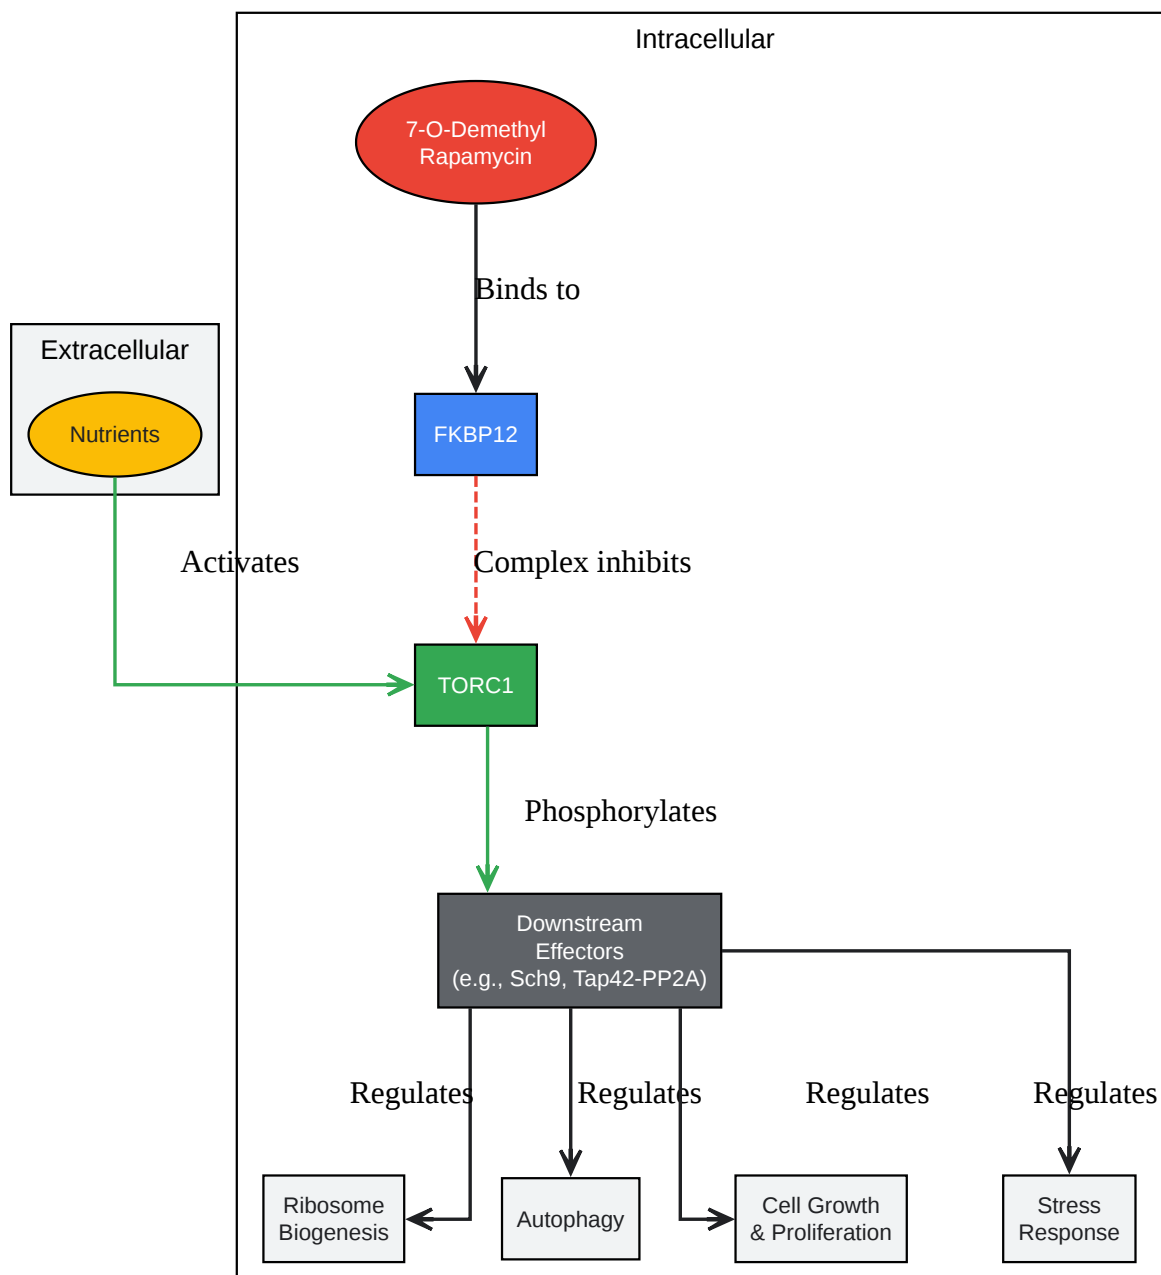 Intracellular
7-O-Demethyl
Rapamycin
Binds to
Extracellular
Nutrients
FKBP12
Activates
Complex inhibits
TORC1
Phosphorylates
Downstream
Effectors
(e.g., Sch9, Tap42-PP2A)
Regulates
Regulates
Regulates
Regulates
Ribosome
Biogenesis
Autophagy
Cell Growth
& Proliferation
Stress
Response